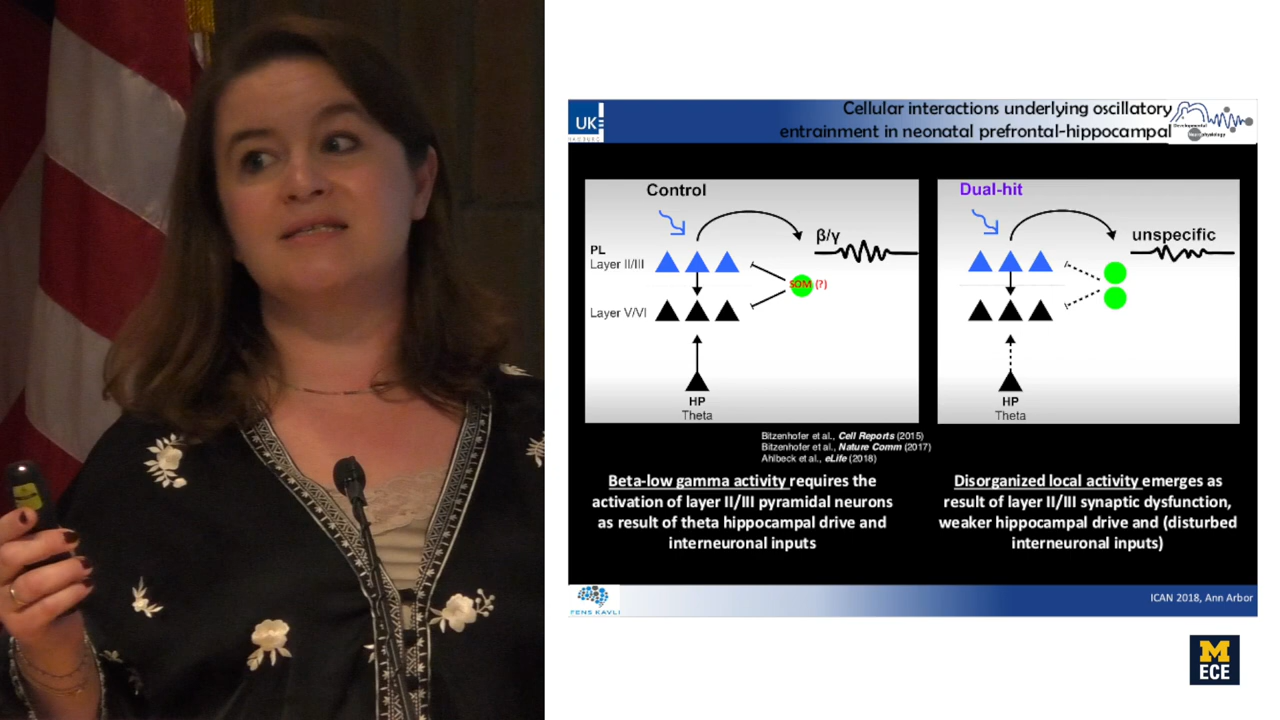 UKE
HAMBURG
Cellular interactions underlying oscillatory
entrainment in neonatal prefrontal-hippocampal
Developmental
Neurophysiology
Control
β/γ
PL
Layer II/III
SOM (?)
Layer V/VI
HP
Theta
Dual-hit
unspecific
HP
Theta
Bitzenhofer et al., Cell Reports (2015)
Bitzenhofer et al., Nature Comm (2017)
Ahlbeck et al., eLife (2018)
Beta-low gamma activity requires the
activation of layer II/III pyramidal neurons
as result of theta hippocampal drive and
interneuronal inputs
Disorganized local activity emerges as
result of layer II/III synaptic dysfunction,
weaker hippocampal drive and (disturbed
interneuronal inputs)
FENS KAVLI
ICAN 2018, Ann Arbor
M
ECE